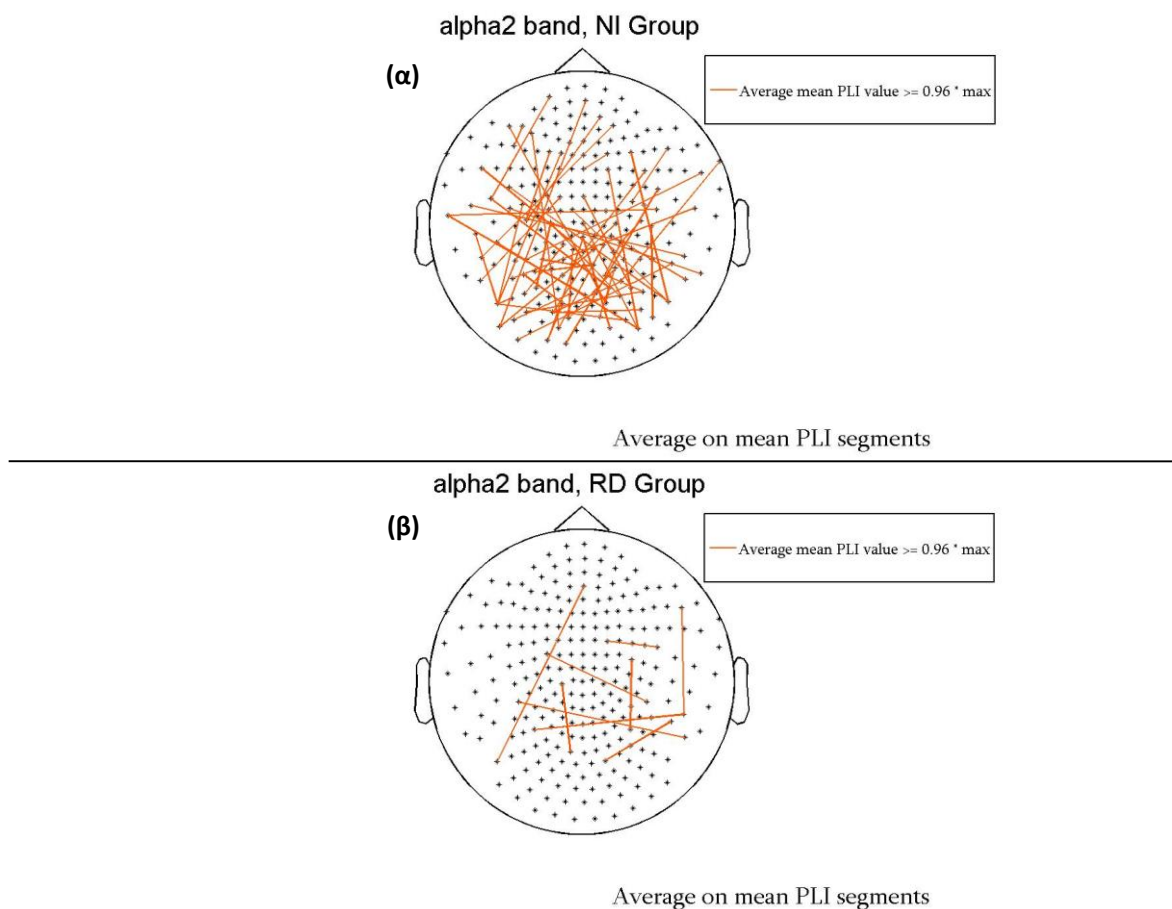 alpha2 band, NI Group
(α)
Average mean PLI value >= 0.96 * max
Average on mean PLI segments
alpha2 band, RD Group
(β)
Average mean PLI value >= 0.96 * max
Average on mean PLI segments